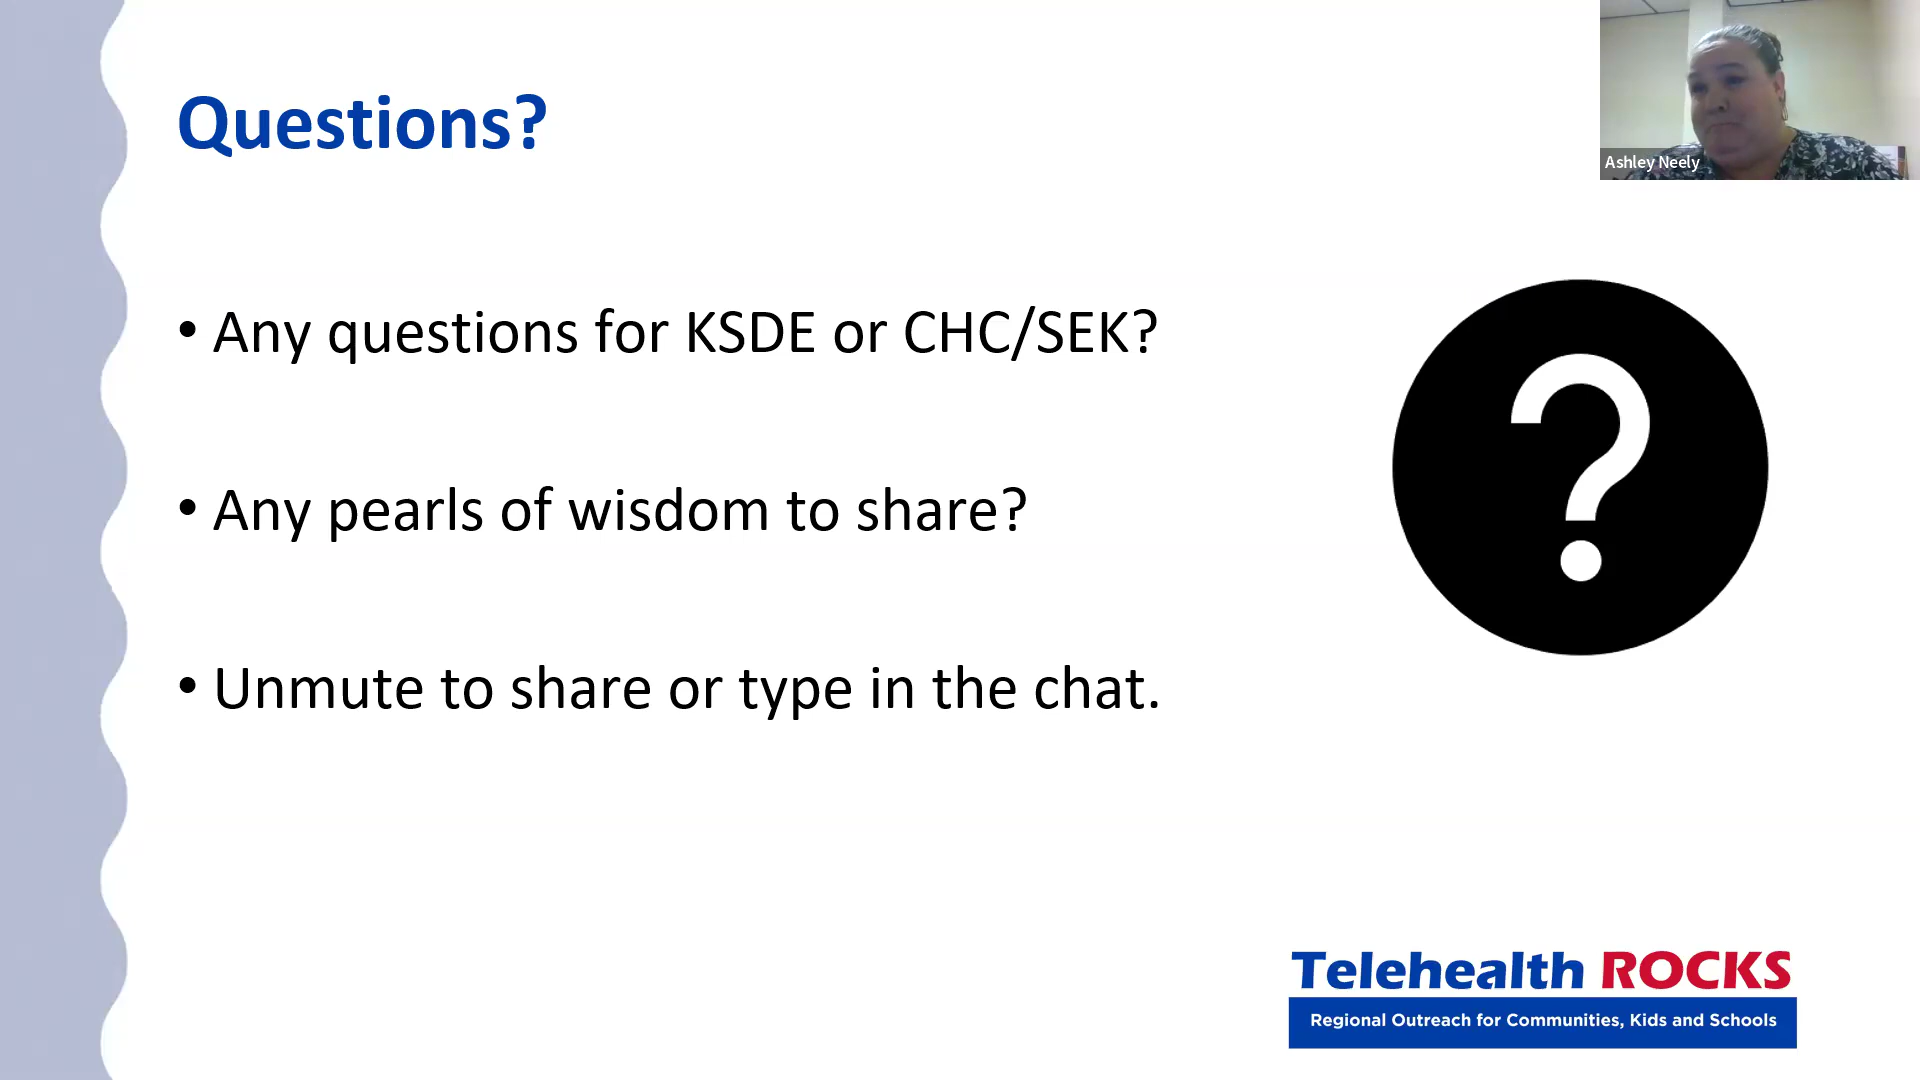 Questions?
Ashley Neely
• Any questions for KSDE or CHC/SEK?
• Any pearls of wisdom to share?
• Unmute to share or type in the chat.
?
Telehealth ROCKS
Regional Outreach for Communities, Kids and Schools